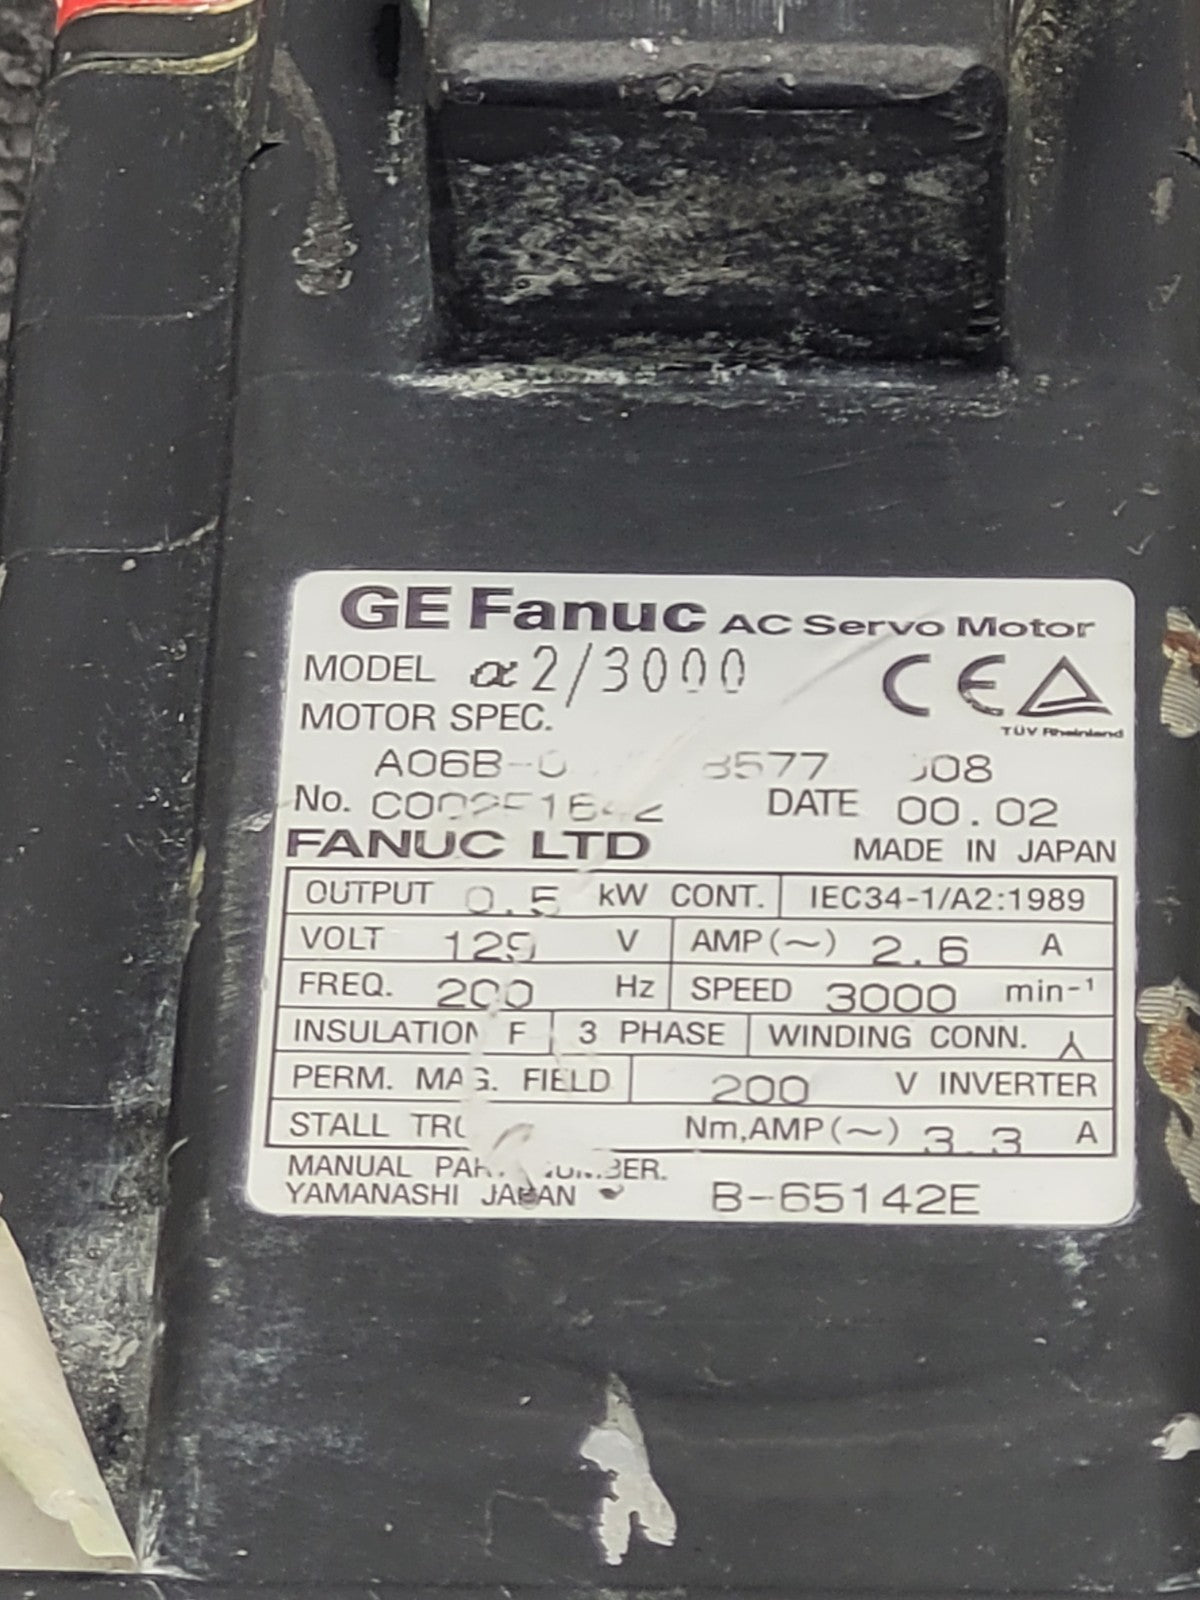 GE Fanuc AC Servo Motor
MODEL α2/3000
CE
TÜV Rheinland
MOTOR SPEC.
DATE 00.02
No.
FANUC LTD MADE IN JAPAN
OUTPUT 0.5 kW CONT. IEC34-1/A2:1989
VOLT 129 V AMP(~) 2.6 A
FREQ. 200 Hz SPEED 3000 min-1
INSULATION F 3 PHASE WINDING CONN. 人
PERM. MAG. FIELD 200 V INVERTER
STALL Nm,AMP(~) 3.3 A
MANUAL
YAMANASHI JAPAN B-65142E